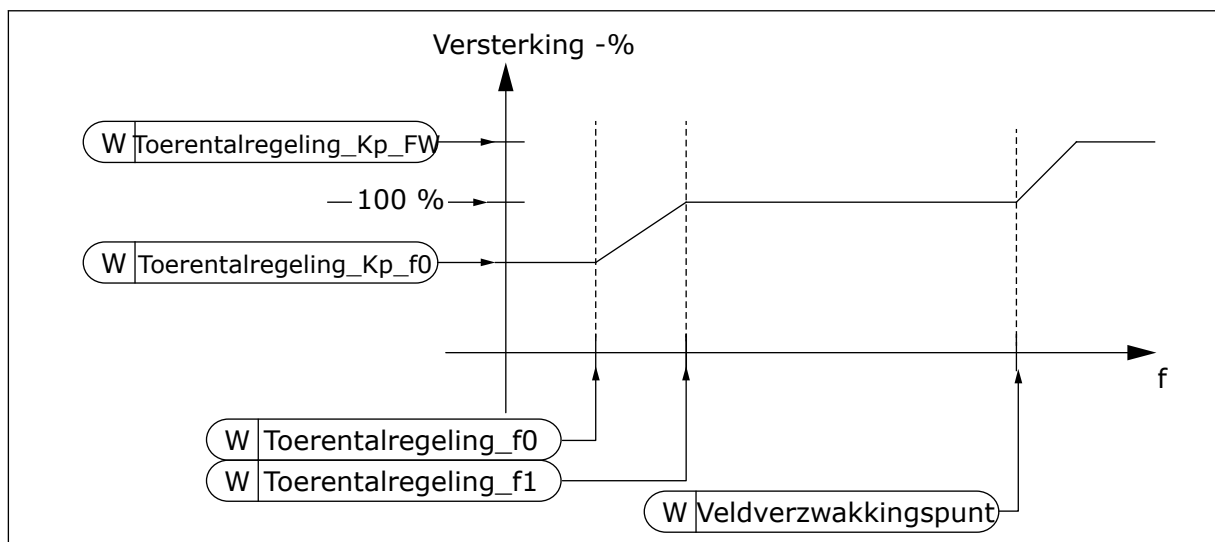 Versterking -%
W Toerentalregeling_Kp_FW
100 %
W Toerentalregeling_Kp_f0
f
W Toerentalregeling_f0
W Toerentalregeling_f1
W Veldverzwakkingspunt